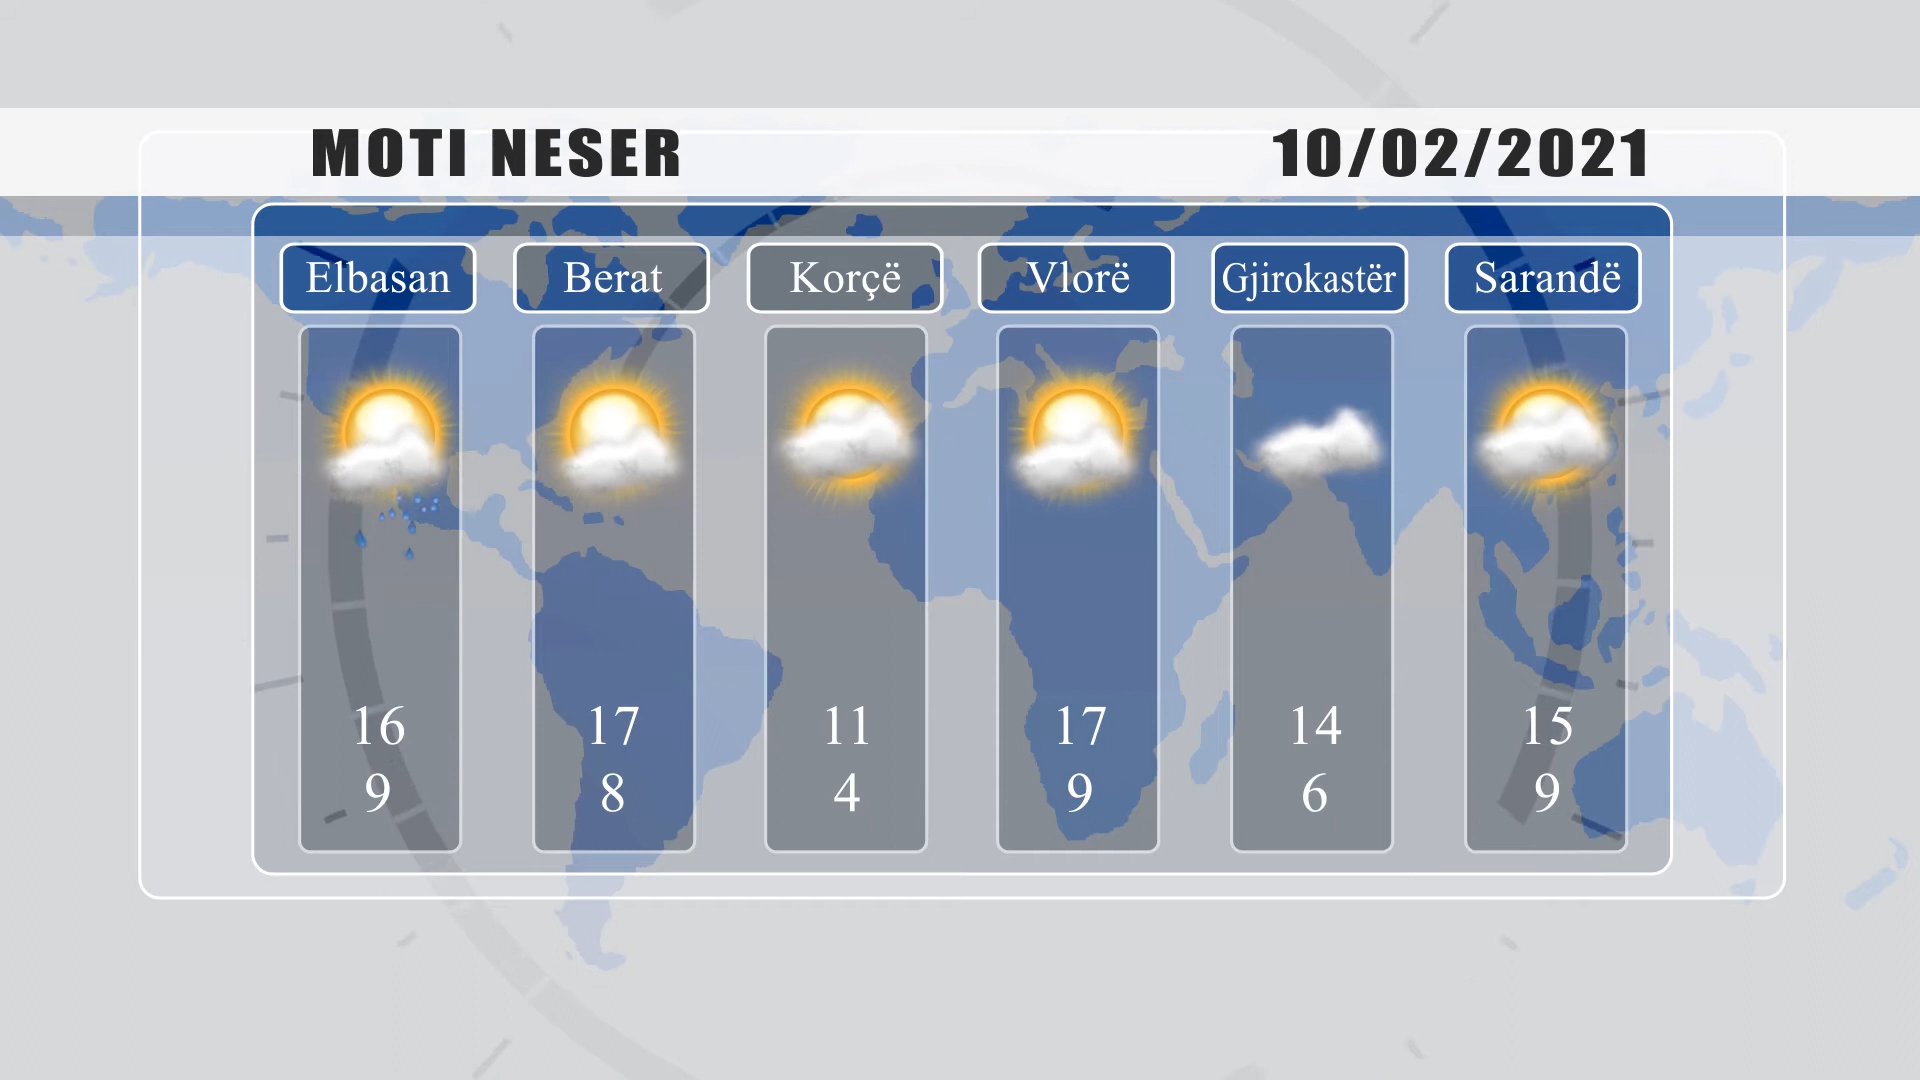 MOTI NESER 10/02/2021
Elbasan Berat Korçë Vlorë Gjirokastër Sarandë
16 17 11 17 14 15
9 8 4 9 6 9